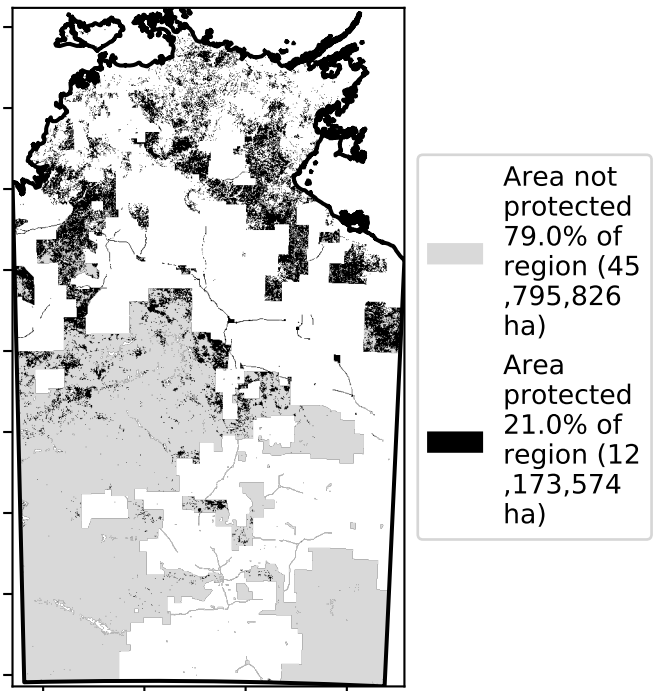 Area not
protected
79.0% of
region (45
,795,826
ha)
Area
protected
21.0% of
region (12
,173,574
ha)